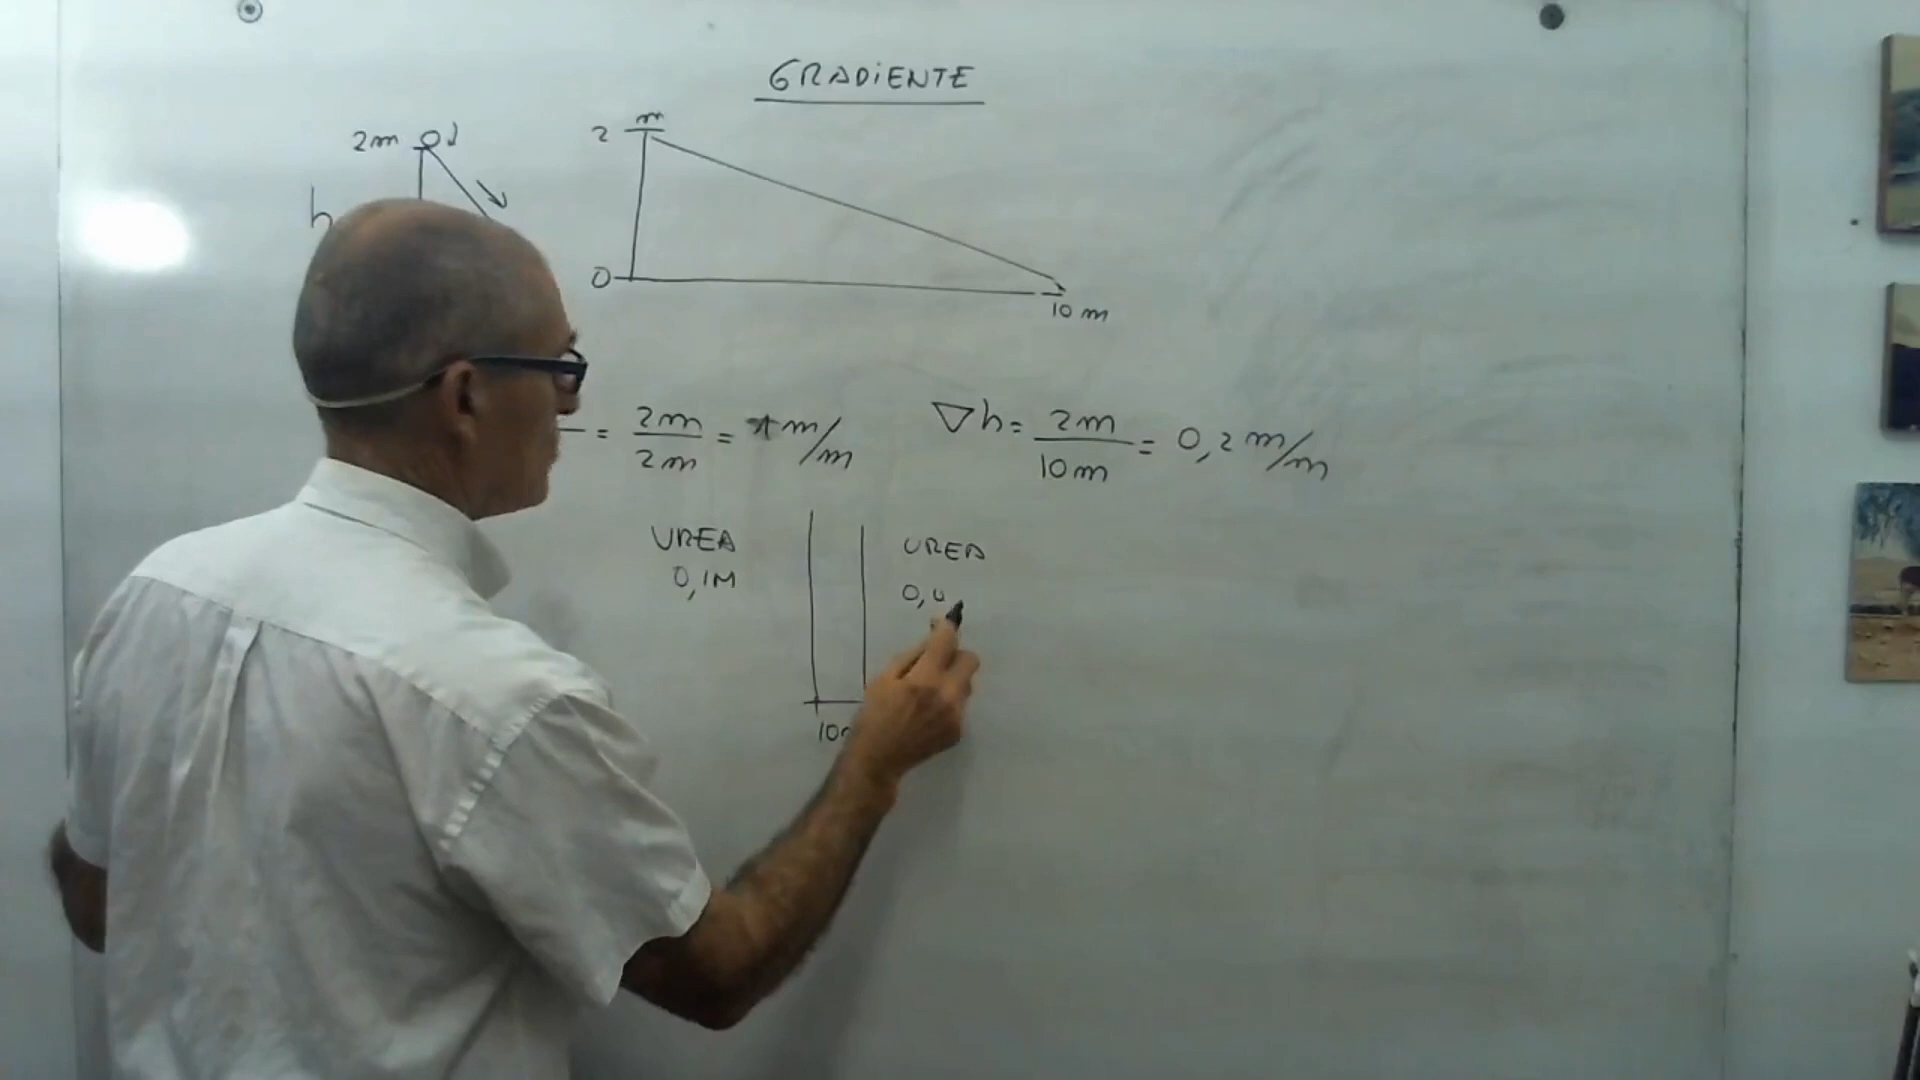 GRADIENTE
2m
h
2 m
0
10 m
= 2m / 2m = 1 m/m
∇h = 2m / 10m = 0,2 m/m
UREA
0,1M
UREA
0,0
10